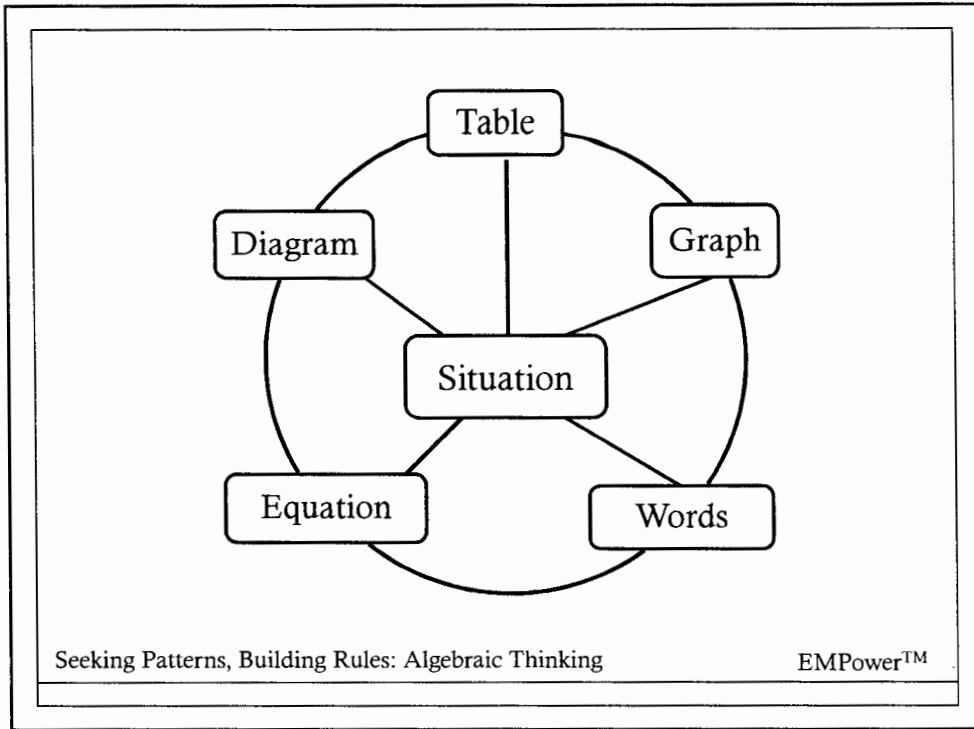 Table
Diagram
Graph
Situation
Equation
Words
Seeking Patterns, Building Rules: Algebraic Thinking
EMPower™